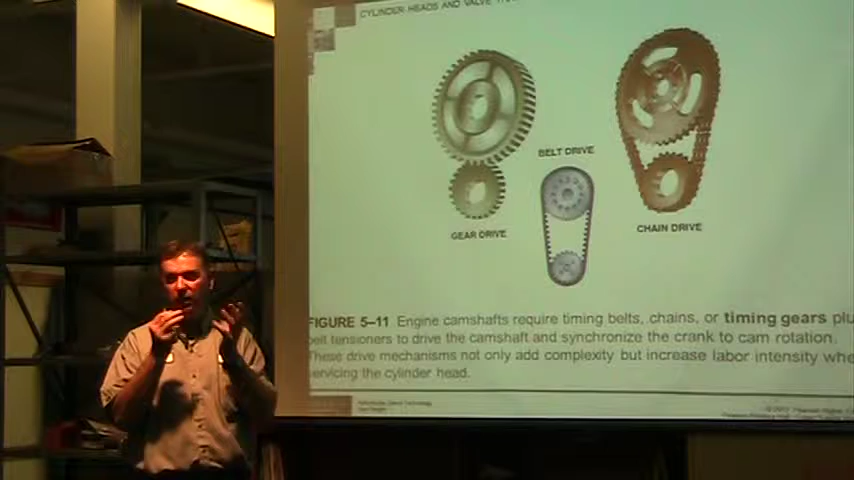 CYLINDER HEADS AND VALVE
BELT DRIVE
GEAR DRIVE
CHAIN DRIVE
FIGURE 5–11 Engine camshafts require timing belts, chains, or timing gears plu
belt tensioners to drive the camshaft and synchronize the crank to cam rotation.
These drive mechanisms not only add complexity but increase labor intensity whe
servicing the cylinder head.